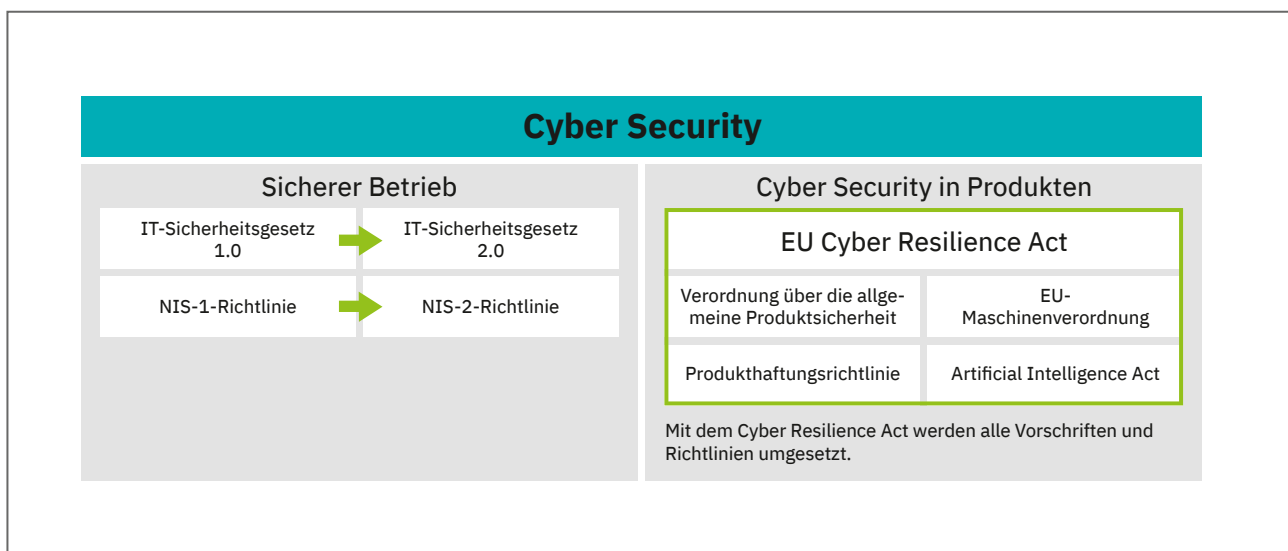 Cyber Security
Sicherer Betrieb
IT-Sicherheitsgesetz
1.0
IT-Sicherheitsgesetz
2.0
NIS-1-Richtlinie
NIS-2-Richtlinie
Cyber Security in Produkten
EU Cyber Resilience Act
Verordnung über die allge-
meine Produktsicherheit
EU-
Maschinenverordnung
Produkthaftungsrichtlinie
Artificial Intelligence Act
Mit dem Cyber Resilience Act werden alle Vorschriften und
Richtlinien umgesetzt.